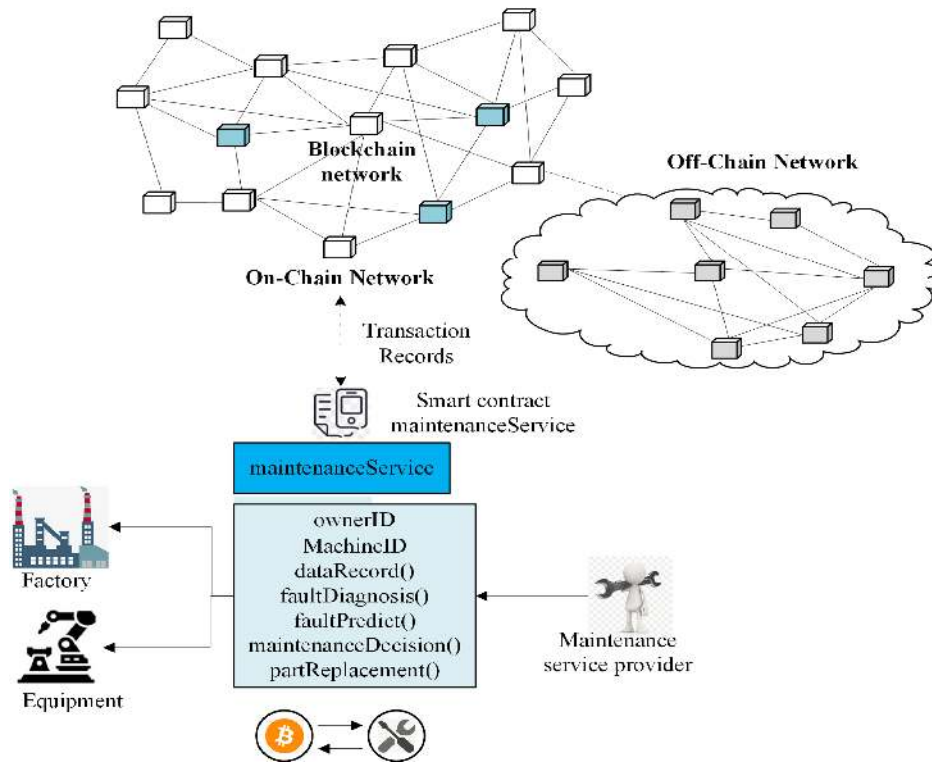 Blockchain
network
Off-Chain Network
On-Chain Network
Transaction
Records
Smart contract
maintenanceService
maintenanceService
ownerID
MachineID
dataRecord()
faultDiagnosis()
faultPredict()
maintenanceDecision()
partReplacement()
Factory
Equipment
Maintenance
service provider